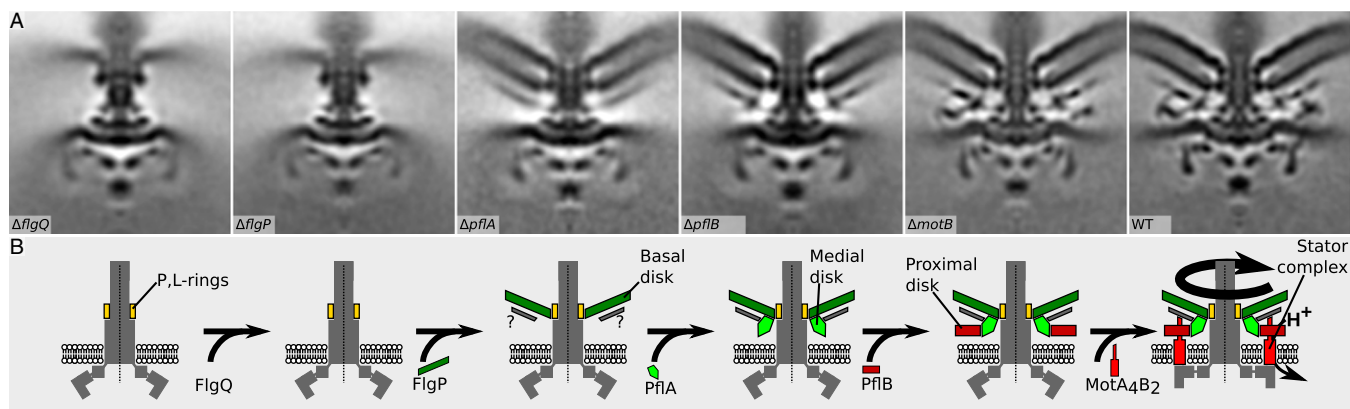 A
ΔflgQ
ΔflgP
ΔpflA
ΔpflB
ΔmotB
WT
B
P,L-rings
Basal
disk
Medial
disk
Proximal
disk
Stator
complex
?
?
H+
FlgQ
FlgP
PflA
PflB
MotA4B2